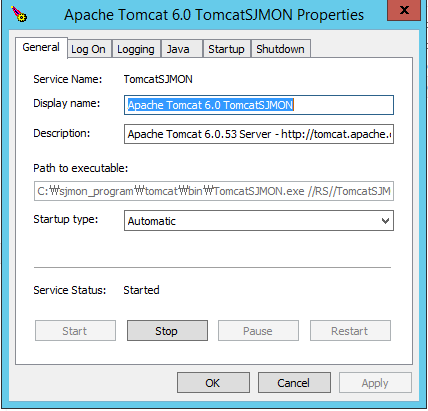 Apache Tomcat 6.0 TomcatSJMON Properties
x
General Log On Logging Java Startup Shutdown
Service Name: TomcatSJMON
Display name: Apache Tomcat 6.0 TomcatSJMON
Description: Apache Tomcat 6.0.53 Server - http://tomcat.apache.
Path to executable:
C:₩sjmon_program₩tomcat₩bin₩TomcatSJMON.exe //RS//TomcatSJM
Startup type: Automatic
Service Status: Started
Start Stop Pause Restart
OK Cancel Apply